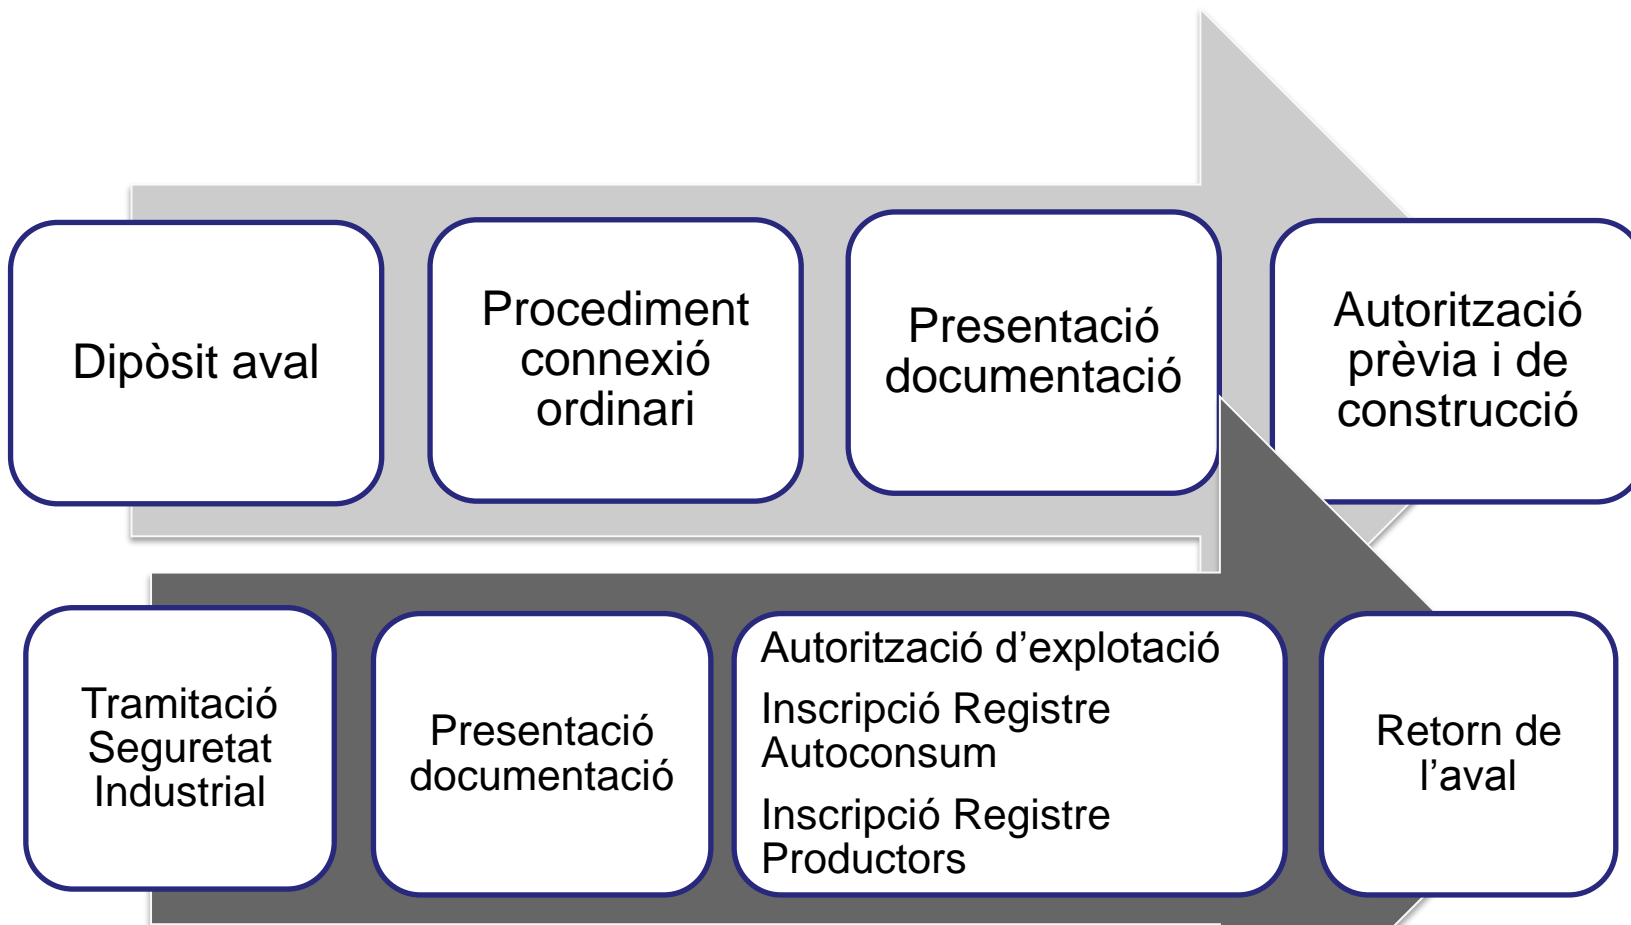 Dipòsit aval
Procediment
connexió
ordinari
Presentació
documentació
Autorització
prèvia i de
construcció
Tramitació
Seguretat
Industrial
Presentació
documentació
Autorització d’explotació
Inscripció Registre
Autoconsum
Inscripció Registre
Productors
Retorn de
l’aval